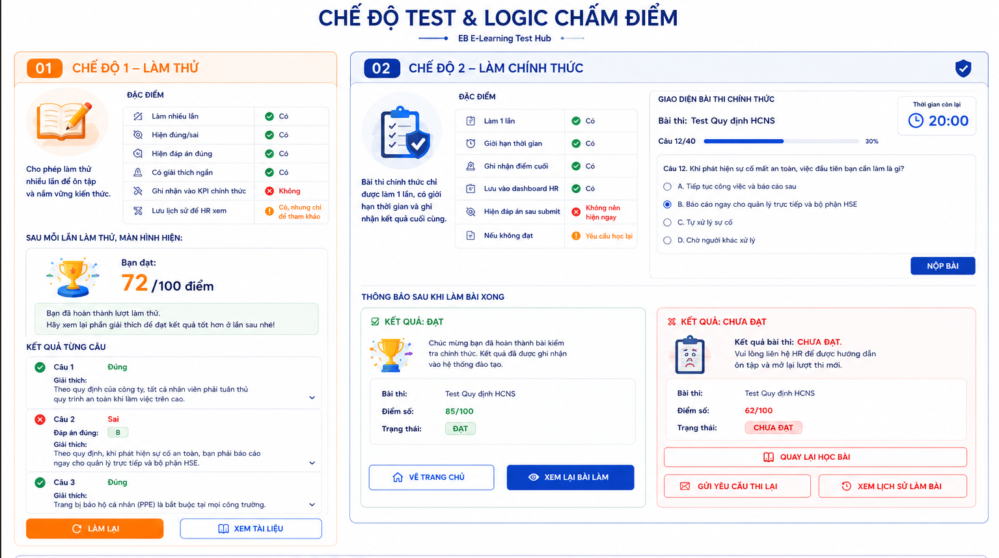 CHẾ ĐỘ TEST & LOGIC CHẤM ĐIỂM
EB E-Learning Test Hub
01 CHẾ ĐỘ 1 – LÀM THỬ
Cho phép làm thử
nhiều lần để ôn tập
và nắm vững kiến thức.
ĐẶC ĐIỂM
Làm nhiều lần Có
Hiện đúng/sai Có
Hiện đáp án đúng Có
Có giải thích ngắn Có
Ghi nhận vào KPI chính thức Không
Lưu lịch sử để HR xem Có, nhưng chỉ
để tham khảo
SAU MỖI LẦN LÀM THỬ, MÀN HÌNH HIỆN:
Bạn đạt:
72 /100 điểm
Bạn đã hoàn thành lượt làm thử.
Hãy xem lại phần giải thích để đạt kết quả tốt hơn ở lần sau nhé!
KẾT QUẢ TỪNG CÂU
Câu 1 Đúng
Giải thích:
Theo quy định của công ty, tất cả nhân viên phải tuân thủ
quy trình an toàn khi làm việc trên cao.
Câu 2 Sai
Đáp án đúng: B
Giải thích:
Theo quy định, khi phát hiện sự cố an toàn, bạn phải báo cáo
ngay cho quản lý trực tiếp và bộ phận HSE.
Câu 3 Đúng
Giải thích:
Trang bị bảo hộ cá nhân (PPE) là bắt buộc tại mọi công trường.
LÀM LẠI
XEM TÀI LIỆU
02 CHẾ ĐỘ 2 – LÀM CHÍNH THỨC
Bài thi chính thức chỉ
được làm 1 lần, có giới
hạn thời gian và ghi
nhận kết quả cuối cùng.
ĐẶC ĐIỂM
Làm 1 lần Có
Giới hạn thời gian Có
Ghi nhận điểm cuối Có
Lưu vào dashboard HR Có
Hiện đáp án sau submit Không nên
hiện ngay
Nếu không đạt Yêu cầu học lại
GIAO DIỆN BÀI THI CHÍNH THỨC
Bài thi: Test Quy định HCNS
Thời gian còn lại
20:00
Câu 12/40 30%
Câu 12. Khi phát hiện sự cố mất an toàn, việc đầu tiên bạn cần làm là gì?
A. Tiếp tục công việc và báo cáo sau
B. Báo cáo ngay cho quản lý trực tiếp và bộ phận HSE
C. Tự xử lý sự cố
D. Chờ người khác xử lý
NỘP BÀI
THÔNG BÁO SAU KHI LÀM BÀI XONG
KẾT QUẢ: ĐẠT
Chúc mừng bạn đã hoàn thành bài kiểm
tra chính thức. Kết quả đã được ghi nhận
vào hệ thống đào tạo.
Bài thi: Test Quy định HCNS
Điểm số: 85/100
Trạng thái: ĐẠT
VỀ TRANG CHỦ
XEM LẠI BÀI LÀM
KẾT QUẢ: CHƯA ĐẠT
Kết quả bài thi: CHƯA ĐẠT.
Vui lòng liên hệ HR để được hướng dẫn
ôn tập và mở lại lượt thi mới.
Bài thi: Test Quy định HCNS
Điểm số: 62/100
Trạng thái: CHƯA ĐẠT
QUAY LẠI HỌC BÀI
GỬI YÊU CẦU THI LẠI
XEM LỊCH SỬ LÀM BÀI